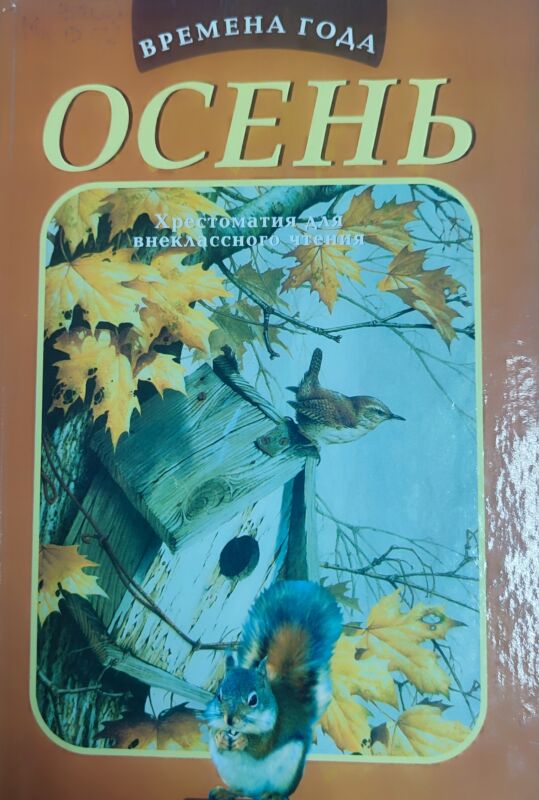 ВРЕМЕНА ГОДА
ОСЕНЬ
Хрестоматия для
внеклассного чтения